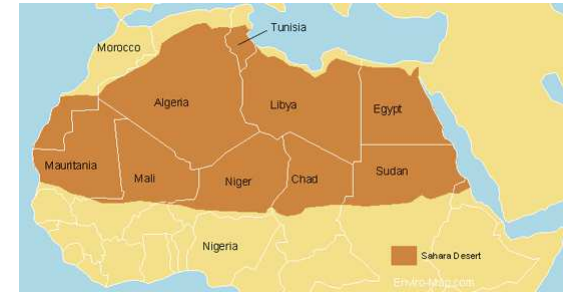 Tunisia
Morocco
Algeria
Libya
Egypt
Mauritania
Mali
Niger
Chad
Sudan
Nigeria
Sahara Desert
Enviro-Map.com